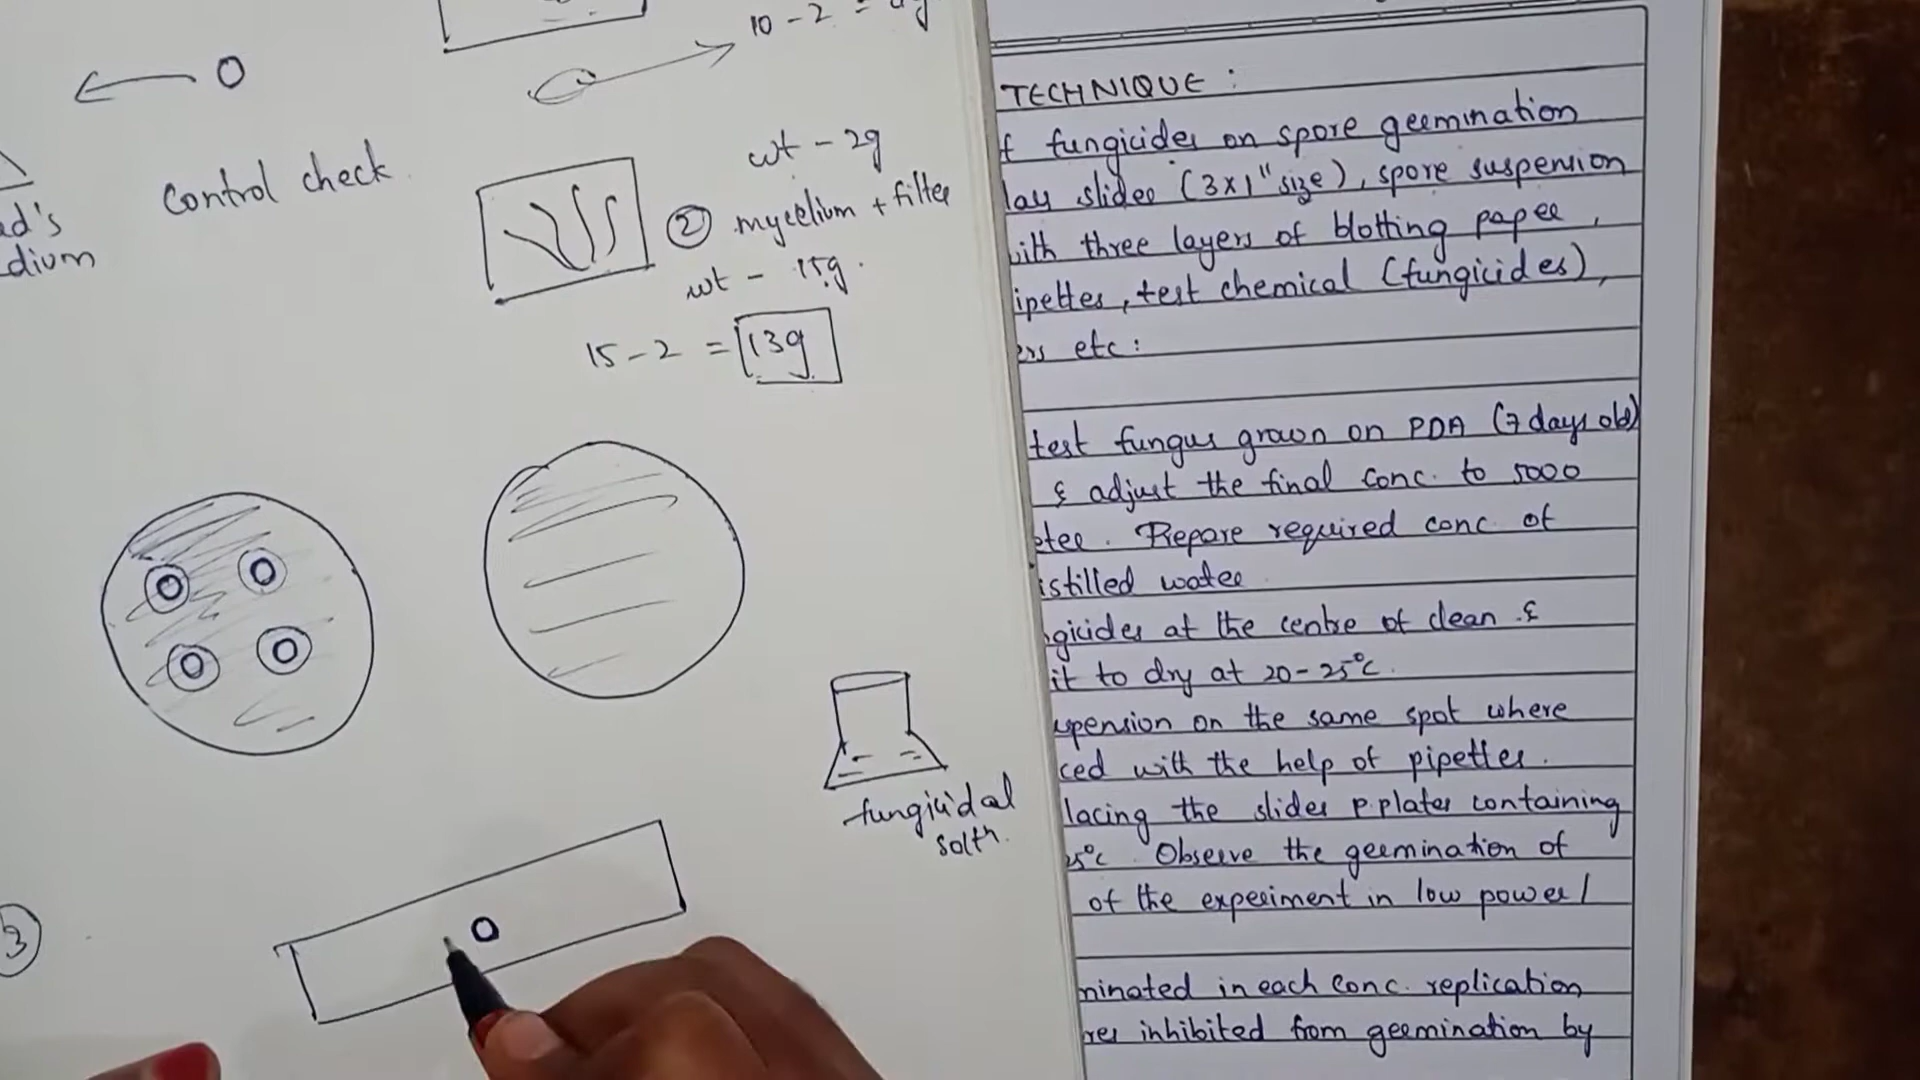 10 - 2 =
Control check
ad's
dium
wt - 2g
② mycelium + filter
wt - 15g.
15 - 2 = 13g
fungicidal
soltn.
3
TECHNIQUE :
f fungicides on spore germination
lass slides (3x1" size), spore suspension
with three layers of blotting paper,
ipettes, test chemical (fungicides),
ers etc:
test fungus grown on PDA (7 days old)
& adjust the final conc. to 5000
eter. Prepare required conc. of
istilled water
gicides at the centre of clean &
it to dry at 20-25°c.
spension on the same spot where
ced with the help of pipettes.
lacing the slides P.plates containing
25°c. Observe the germination of
of the experiment in low power/
minated in each conc. replication
res inhibited from germination by